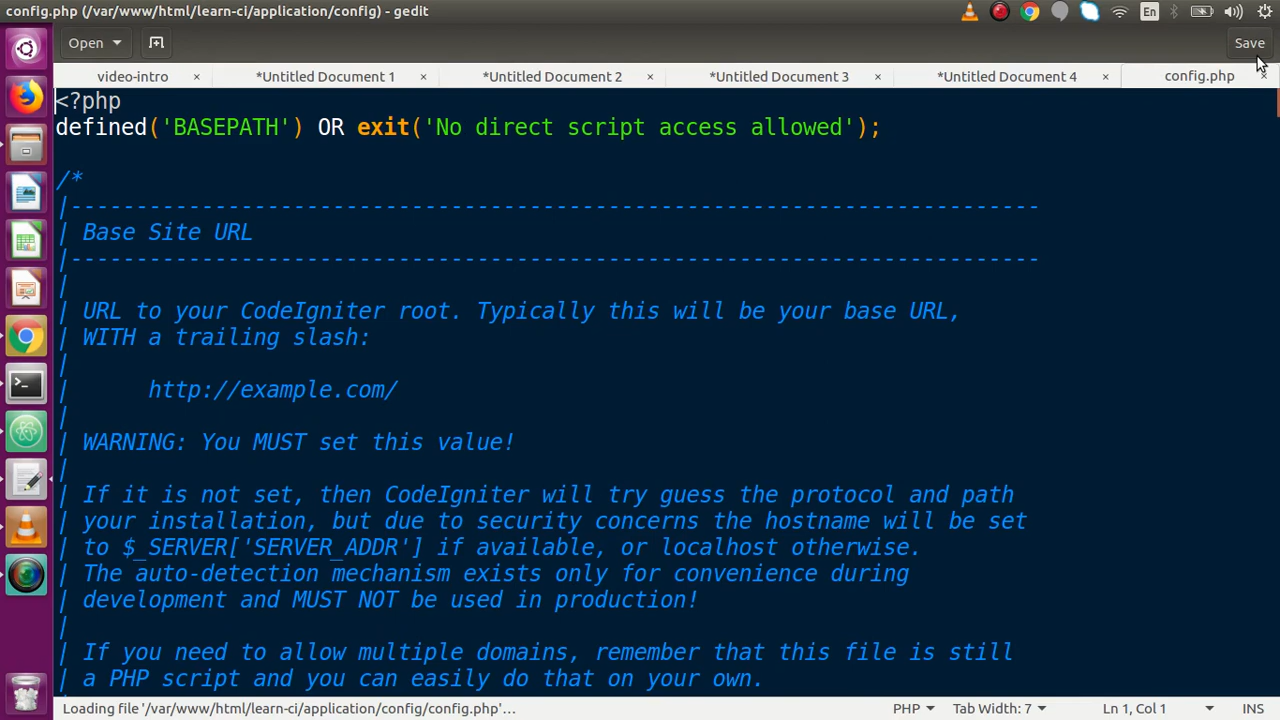 config.php (/var/www/html/learn-ci/application/config) - gedit
En
Open
Save
video-intro × *Untitled Document 1 × *Untitled Document 2 × *Untitled Document 3 × *Untitled Document 4 × config.php ×
<?php
defined('BASEPATH') OR exit('No direct script access allowed');
/*
|--------------------------------------------------------------------------
| Base Site URL
|--------------------------------------------------------------------------
|
| URL to your CodeIgniter root. Typically this will be your base URL,
| WITH a trailing slash:
|
| http://example.com/
|
| WARNING: You MUST set this value!
|
| If it is not set, then CodeIgniter will try guess the protocol and path
| your installation, but due to security concerns the hostname will be set
| to $_SERVER['SERVER_ADDR'] if available, or localhost otherwise.
| The auto-detection mechanism exists only for convenience during
| development and MUST NOT be used in production!
|
| If you need to allow multiple domains, remember that this file is still
| a PHP script and you can easily do that on your own.
Loading file '/var/www/html/learn-ci/application/config/config.php'… PHP Tab Width: 7 Ln 1, Col 1 INS